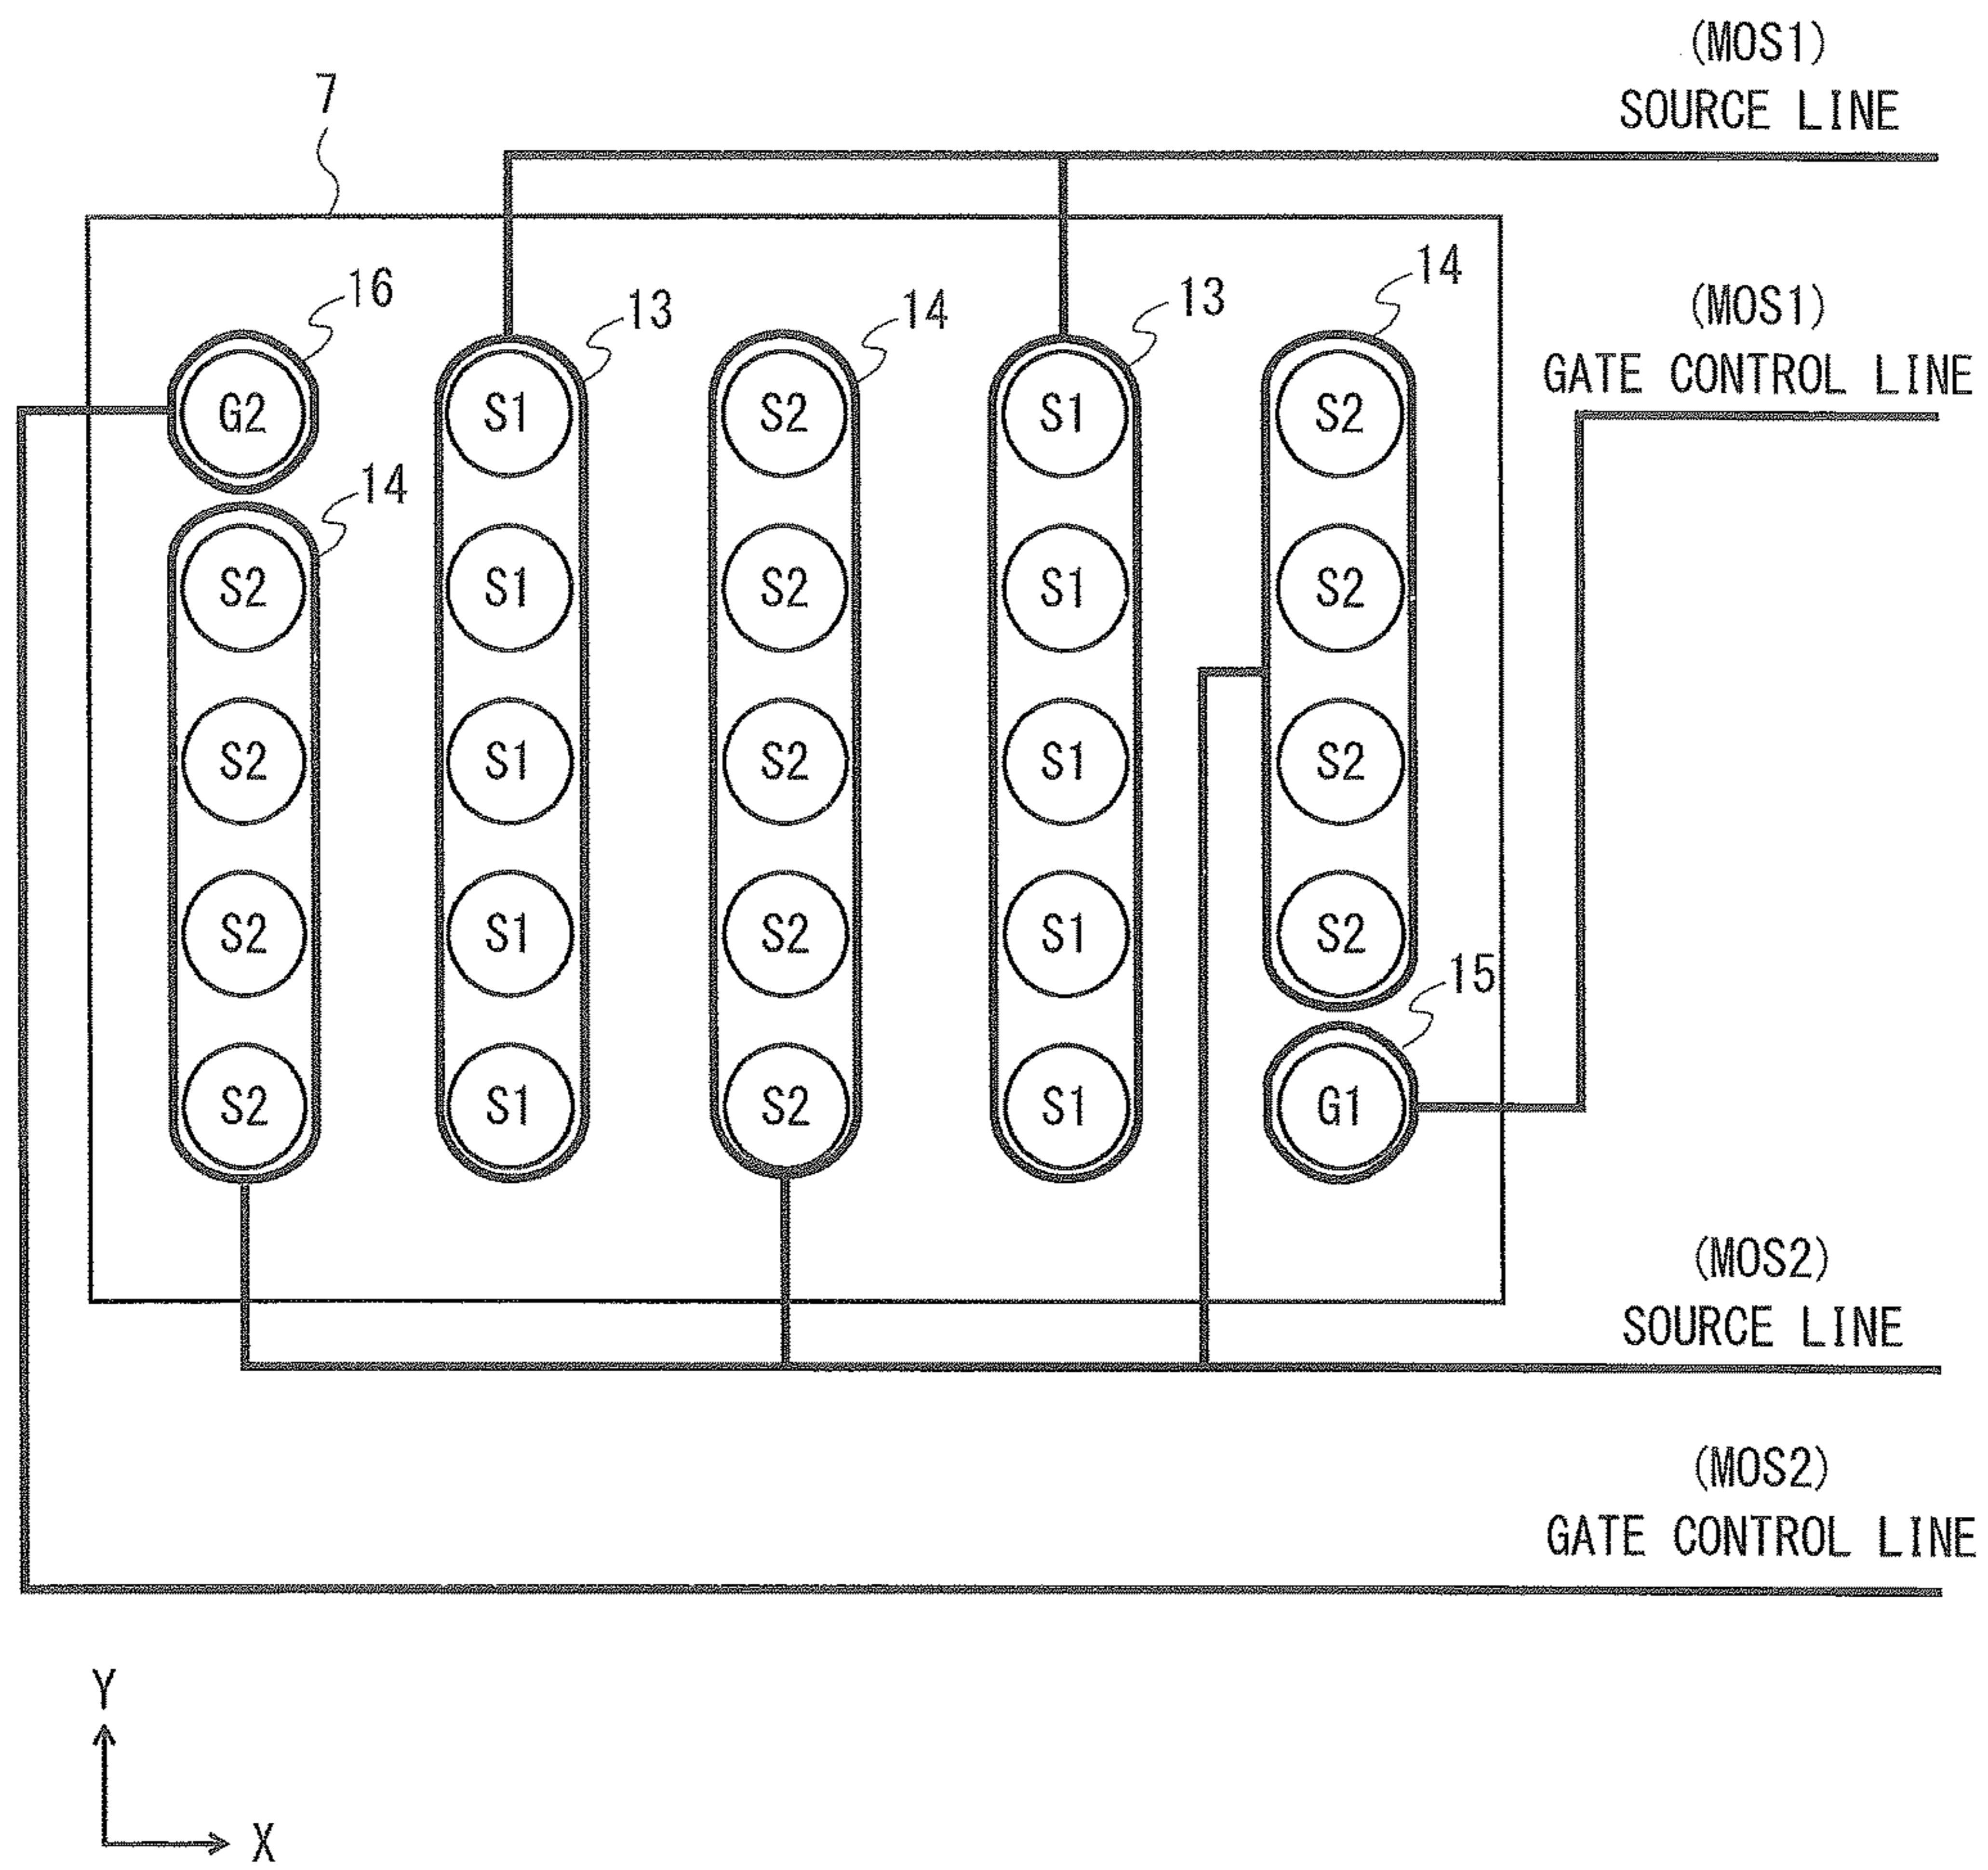 (MOS1)
SOURCE LINE
7
(MOS1)
GATE CONTROL LINE
16 13 14 13 14
G2 S1 S2 S1 S2
14
S2 S1 S2 S1 S2
S2 S1 S2 S1 S2
S2 S1 S2 S1 S2
15
S2 S1 S2 S1 G1
(MOS2)
SOURCE LINE
(MOS2)
GATE CONTROL LINE
Y
X